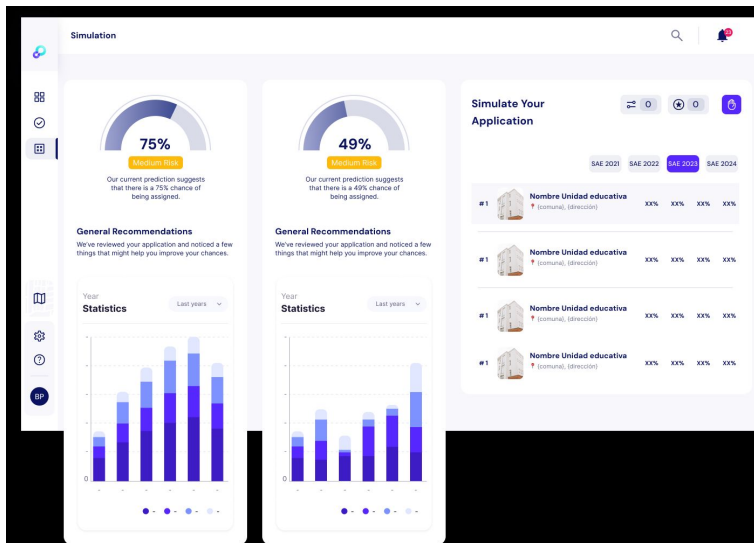 Simulation
21
75%
Medium Risk
Our current prediction suggests
that there is a 75% chance of
being assigned.
General Recommendations
We've reviewed your application and noticed a few
things that might help you improve your chances.
Year
Statistics
Last years
0
49%
Medium Risk
Our current prediction suggests
that there is a 49% chance of
being assigned.
General Recommendations
We've reviewed your application and noticed a few
things that might help you improve your chances.
Year
Statistics
Last years
0
Simulate Your
Application
0
0
SAE 2021 SAE 2022 SAE 2023 SAE 2024
#1 Nombre Unidad educativa XX% XX% XX% XX%
(comuna), (dirección)
#1 Nombre Unidad educativa XX% XX% XX% XX%
(comuna), (dirección)
#1 Nombre Unidad educativa XX% XX% XX% XX%
(comuna), (dirección)
#1 Nombre Unidad educativa XX% XX% XX% XX%
(comuna), (dirección)
BP